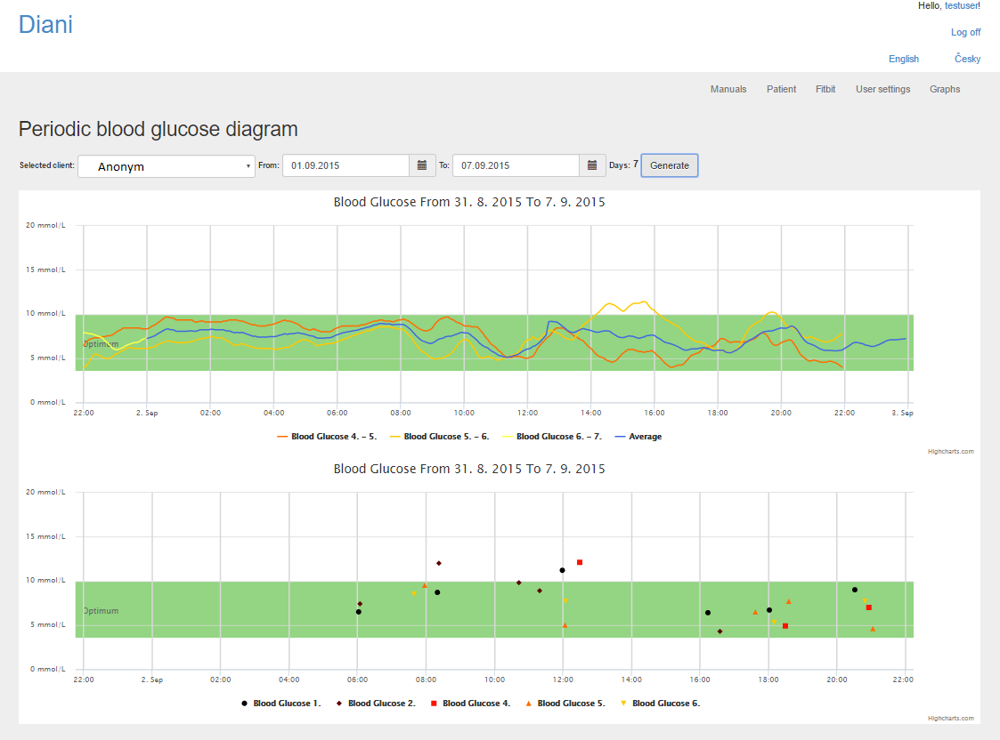 Hello, testuser!
Diani
Log off
English Česky
Manuals Patient Fitbit User settings Graphs
Periodic blood glucose diagram
Selected client: Anonym From: 01.09.2015 To: 07.09.2015 Days: 7 Generate
Blood Glucose From 31. 8. 2015 To 7. 9. 2015
20 mmol/L
15 mmol/L
10 mmol/L
Optimum
5 mmol/L
0 mmol/L
22:00 2. Sep 02:00 04:00 06:00 08:00 10:00 12:00 14:00 16:00 18:00 20:00 22:00 3. Sep
Blood Glucose 4. - 5. Blood Glucose 5. - 6. Blood Glucose 6. - 7. Average
Highcharts.com
Blood Glucose From 31. 8. 2015 To 7. 9. 2015
20 mmol/L
15 mmol/L
10 mmol/L
Optimum
5 mmol/L
0 mmol/L
22:00 2. Sep 02:00 04:00 06:00 08:00 10:00 12:00 14:00 16:00 18:00 20:00 22:00
Blood Glucose 1. Blood Glucose 2. Blood Glucose 4. Blood Glucose 5. Blood Glucose 6.
Highcharts.com